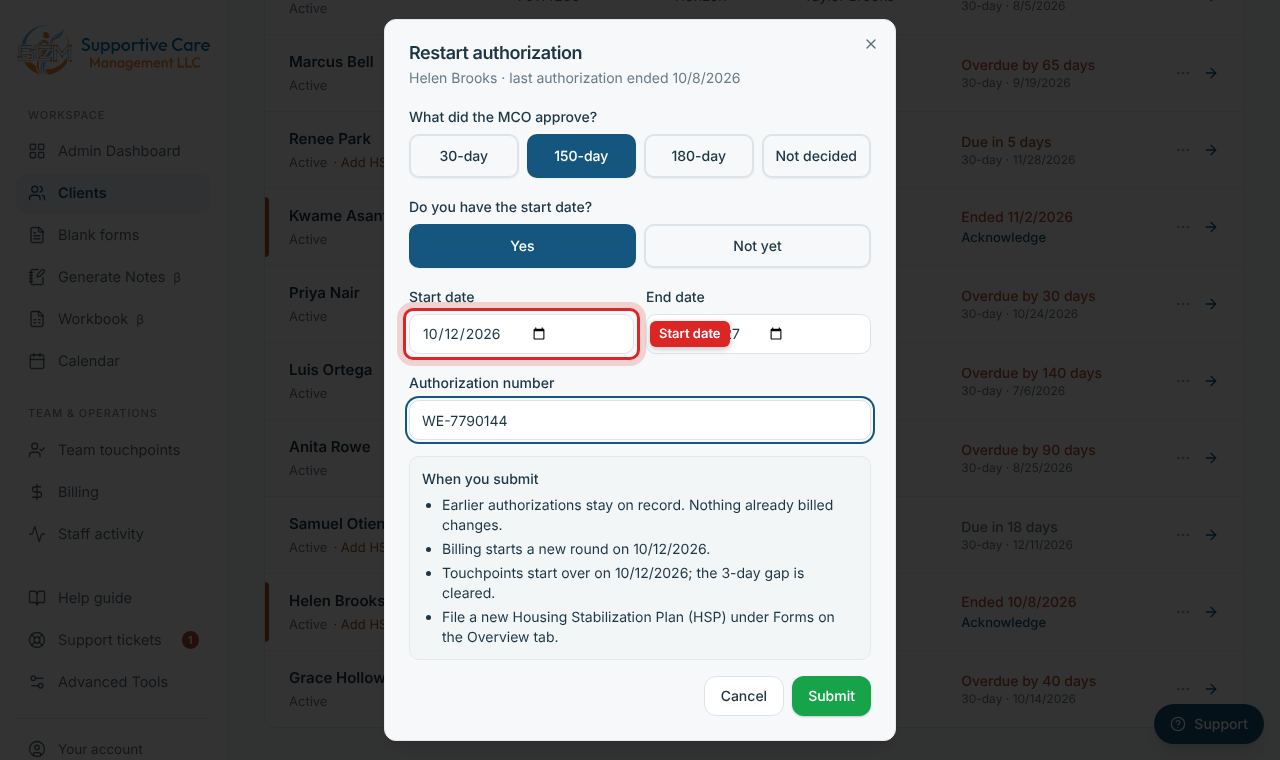 Active
30-day · 8/5/2026
Supportive Care
Management LLC
WORKSPACE
Admin Dashboard
Clients
Blank forms
Generate Notes β
Workbook β
Calendar
TEAM & OPERATIONS
Team touchpoints
Billing
Staff activity
Help guide
Support tickets 1
Advanced Tools
Your account
Marcus Bell
Active
Overdue by 65 days
30-day · 9/19/2026
Renee Park
Active · Add HS
Due in 5 days
30-day · 11/28/2026
Kwame Asan
Active
Ended 11/2/2026
Acknowledge
Priya Nair
Active
Overdue by 30 days
30-day · 10/24/2026
Luis Ortega
Active
Overdue by 140 days
30-day · 7/6/2026
Anita Rowe
Active
Overdue by 90 days
30-day · 8/25/2026
Samuel Otien
Active · Add HS
Due in 18 days
30-day · 12/11/2026
Helen Brooks
Active · Add HS
Ended 10/8/2026
Acknowledge
Grace Hollow
Active
Overdue by 40 days
30-day · 10/14/2026
Support
Restart authorization
Helen Brooks · last authorization ended 10/8/2026
What did the MCO approve?
30-day 150-day 180-day Not decided
Do you have the start date?
Yes Not yet
Start date End date
10/12/2026 Start date
Authorization number
WE-7790144
When you submit
• Earlier authorizations stay on record. Nothing already billed
changes.
• Billing starts a new round on 10/12/2026.
• Touchpoints start over on 10/12/2026; the 3-day gap is
cleared.
• File a new Housing Stabilization Plan (HSP) under Forms on
the Overview tab.
Cancel Submit